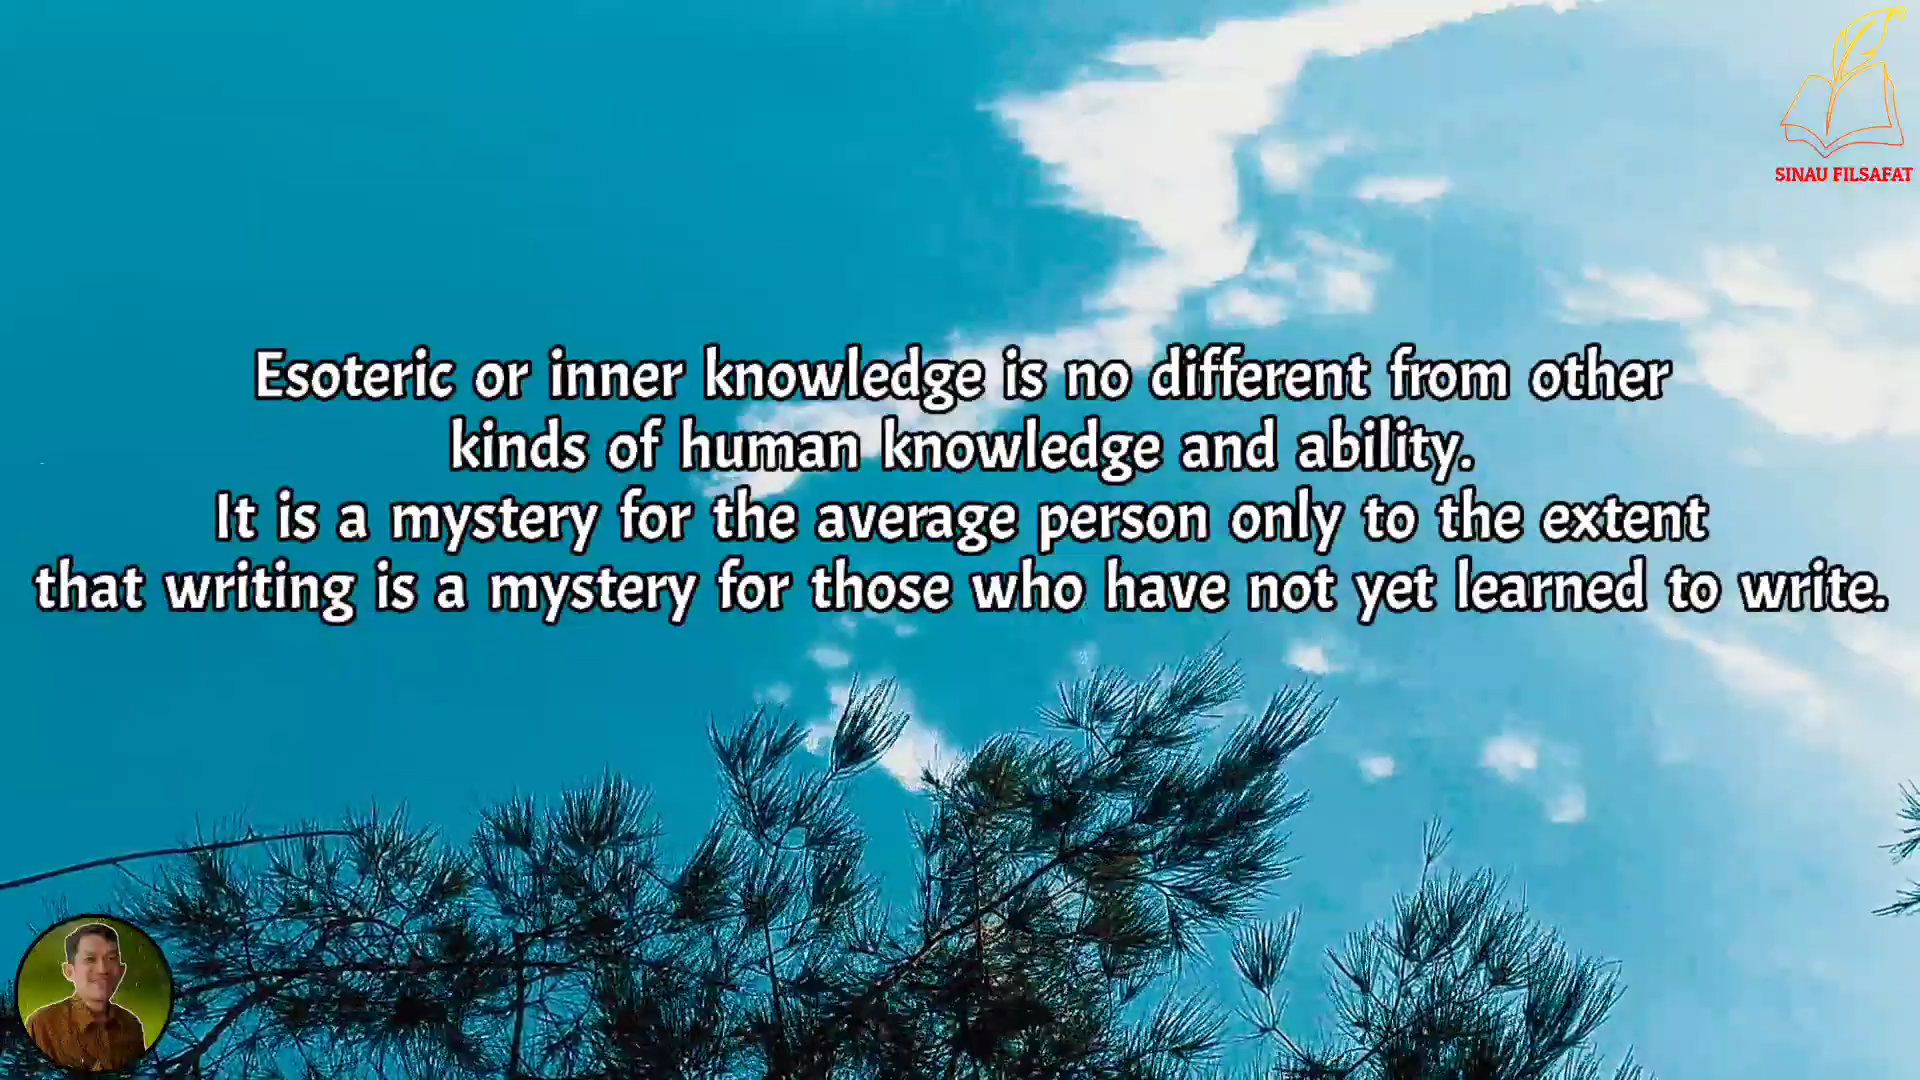 SINAU FILSAFAT
Esoteric or inner knowledge is no different from other
kinds of human knowledge and ability.
It is a mystery for the average person only to the extent
that writing is a mystery for those who have not yet learned to write.